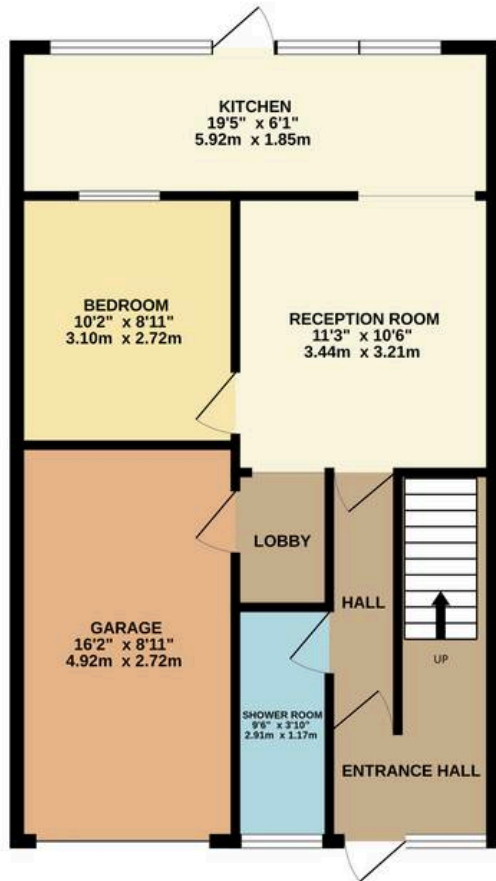 KITCHEN
19'5" x 6'1"
5.92m x 1.85m
BEDROOM
10'2" x 8'11"
3.10m x 2.72m
RECEPTION ROOM
11'3" x 10'6"
3.44m x 3.21m
LOBBY
HALL
GARAGE
16'2" x 8'11"
4.92m x 2.72m
UP
SHOWER ROOM
9'6" x 3'10"
2.91m x 1.17m
ENTRANCE HALL